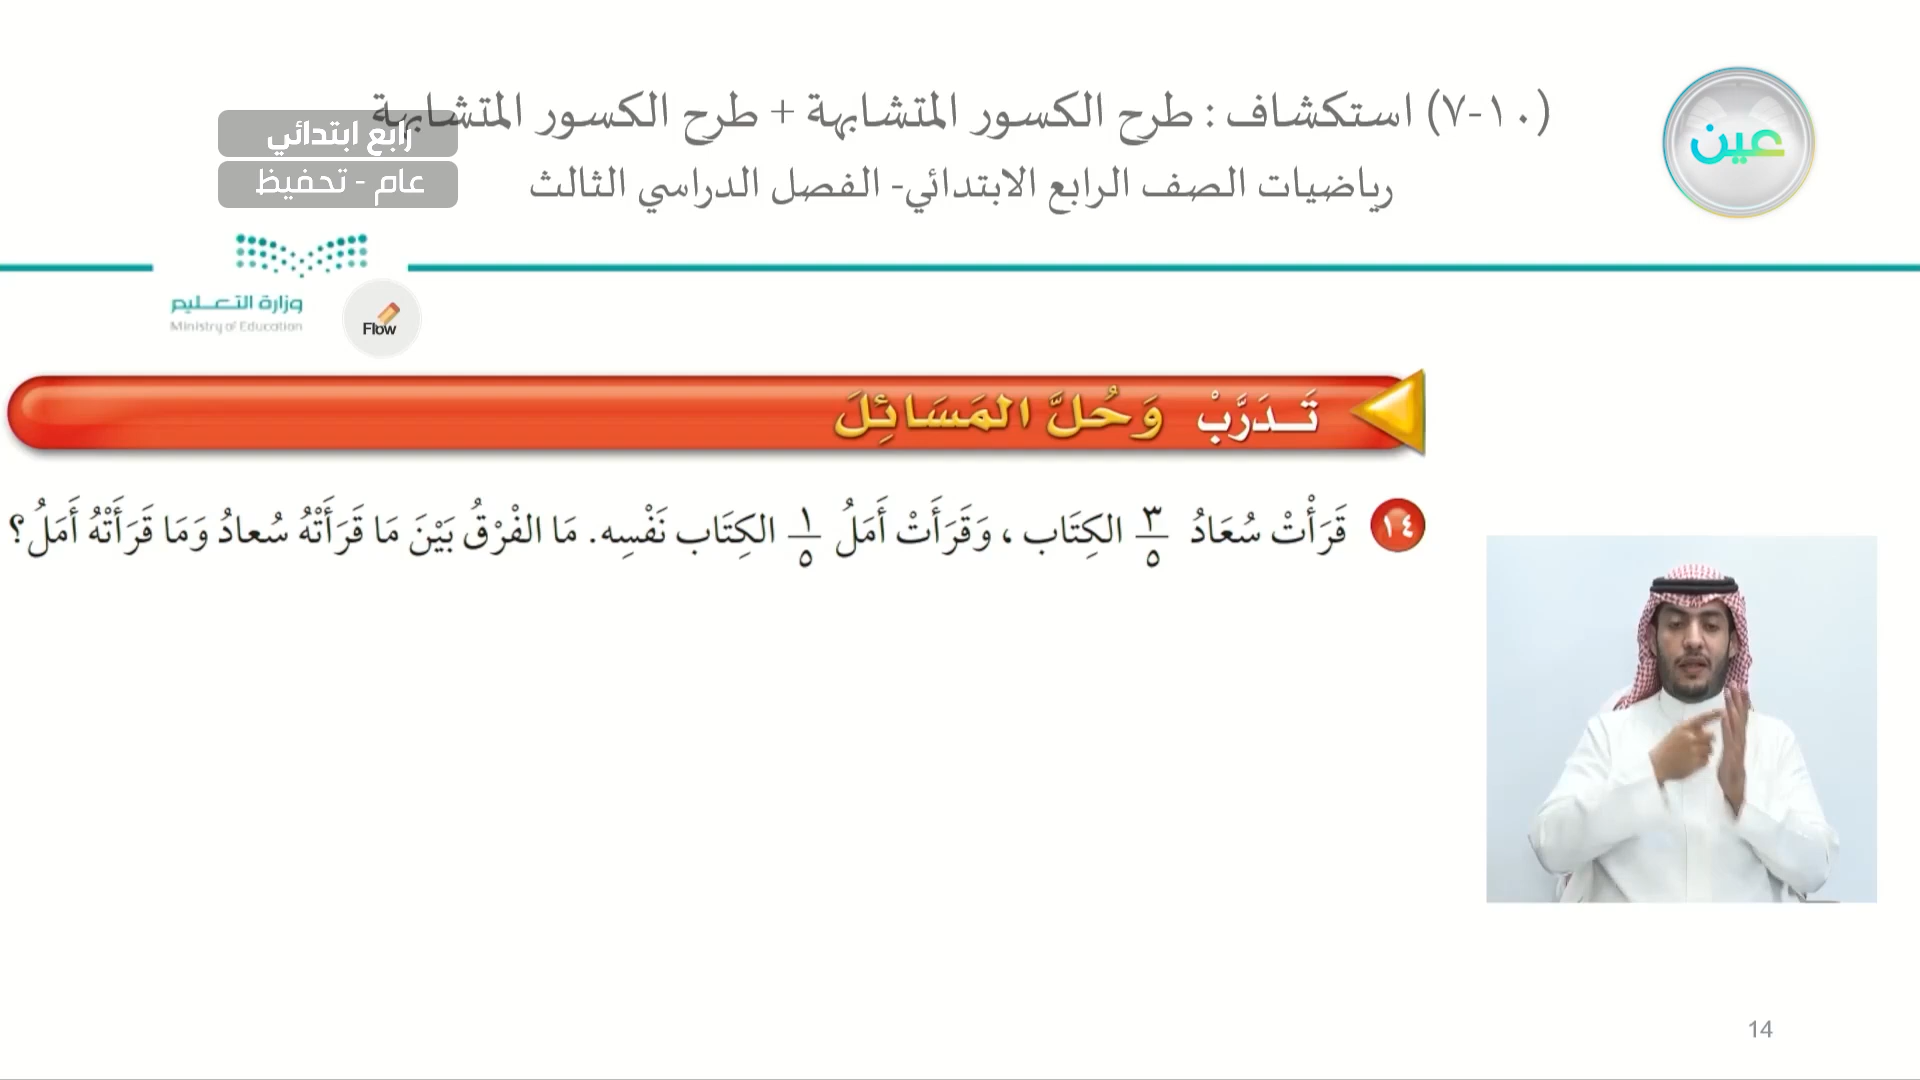 (١٠-٧) استكشاف : طرح الكسور المتشابهة + طرح الكسور المتشابهة
رياضيات الصف الرابع الابتدائي- الفصل الدراسي الثالث
رابع ابتدائي
عام - تحفيظ
عين
وزارة التعليم
Ministry of Education
Flow
تَدَرَّبْ وَحُلَّ المَسَائِلَ
١٤ قَرَأْتْ سُعَادُ ٣/٥ الكِتَاب ، وَقَرَأَتْ أَمَلُ ١/٥ الكِتَاب نَفْسِه. مَا الفْرْقُ بَيْنَ مَا قَرَأَتْهُ سُعادُ وَمَا قَرَأَتْهُ أَمَلُ؟
14